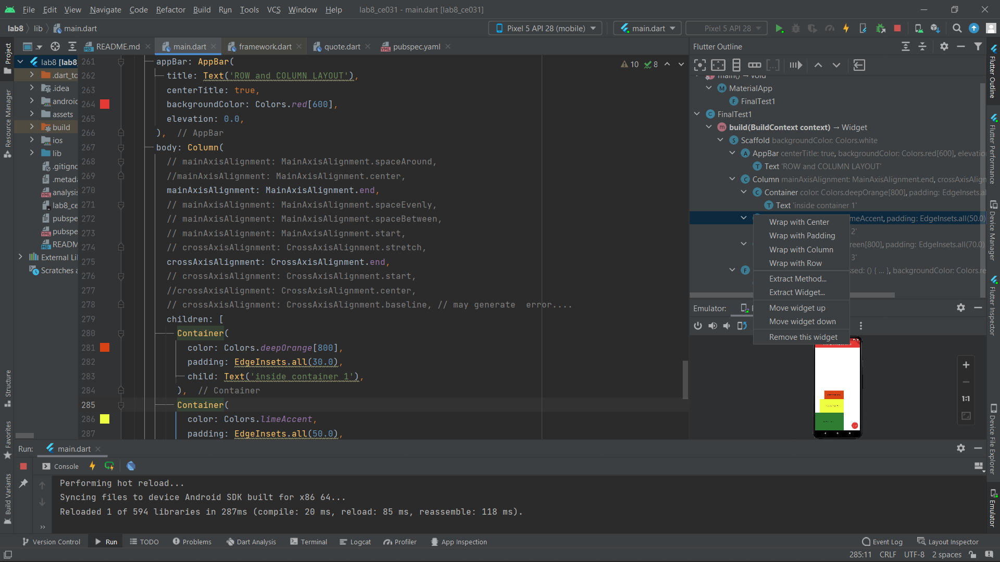 File Edit View Navigate Code Refactor Build Run Tools VCS Window Help lab8_ce031 - main.dart [lab8_ce031]
lab8 lib main.dart Pixel 5 API 28 (mobile) main.dart Pixel 5 API 28
README.md main.dart framework.dart quote.dart pubspec.yaml
Project
Resource Manager
Structure
Favorites
Build Variants
lab8 [lab8
.dart_to
.idea
android
assets
build
ios
lib
.gitigno
.metada
analysis
lab8_ce
pubspe
pubspe
READM
External Li
Scratches a
10 8
261 appBar: AppBar(
262 title: Text('ROW and COLUMN LAYOUT'),
263 centerTitle: true,
264 backgroundColor: Colors.red[600],
265 elevation: 0.0,
266 ), // AppBar
267 body: Column(
268 // mainAxisAlignment: MainAxisAlignment.spaceAround,
269 //mainAxisAlignment: MainAxisAlignment.center,
270 mainAxisAlignment: MainAxisAlignment.end,
271 // mainAxisAlignment: MainAxisAlignment.spaceEvenly,
272 // mainAxisAlignment: MainAxisAlignment.spaceBetween,
273 // mainAxisAlignment: MainAxisAlignment.start,
274 // crossAxisAlignment: CrossAxisAlignment.stretch,
275 crossAxisAlignment: CrossAxisAlignment.end,
276 // crossAxisAlignment: CrossAxisAlignment.start,
277 //crossAxisAlignment: CrossAxisAlignment.center,
278 // crossAxisAlignment: CrossAxisAlignment.baseline, // may generate error....
279 children: [
280 Container(
281 color: Colors.deepOrange[800],
282 padding: EdgeInsets.all(30.0),
283 child: Text('inside container 1'),
284 ), // Container
285 Container(
286 color: Colors.limeAccent,
287 padding: EdgeInsets.all(50.0),
Flutter Outline
main() → void
MaterialApp
FinalTest1
FinalTest1
build(BuildContext context) → Widget
Scaffold backgroundColor: Colors.white
AppBar centerTitle: true, backgroundColor: Colors.red[600], elevatio
Text 'ROW and COLUMN LAYOUT'
Column mainAxisAlignment: MainAxisAlignment.end, crossAxisAlign
Container color: Colors.deepOrange[800], padding: EdgeInsets.al
Text 'inside container 1'
meAccent, padding: EdgeInsets.all(50.0)
2'
reen[800], padding: EdgeInsets.all(70.0)
3'
ssed: () { ... }, backgroundColor: Colors.re
Wrap with Center
Wrap with Padding
Wrap with Column
Wrap with Row
Extract Method...
Extract Widget...
Move widget up
Move widget down
Remove this widget
Emulator:
1:1
Flutter Outline
Flutter Performance
Device Manager
Flutter Inspector
Device File Explorer
Emulator
Run: main.dart
Console
Performing hot reload...
Syncing files to device Android SDK built for x86 64...
Reloaded 1 of 594 libraries in 287ms (compile: 20 ms, reload: 85 ms, reassemble: 118 ms).
Version Control Run TODO Problems Dart Analysis Terminal Logcat Profiler App Inspection Event Log Layout Inspector
285:11 CRLF UTF-8 2 spaces